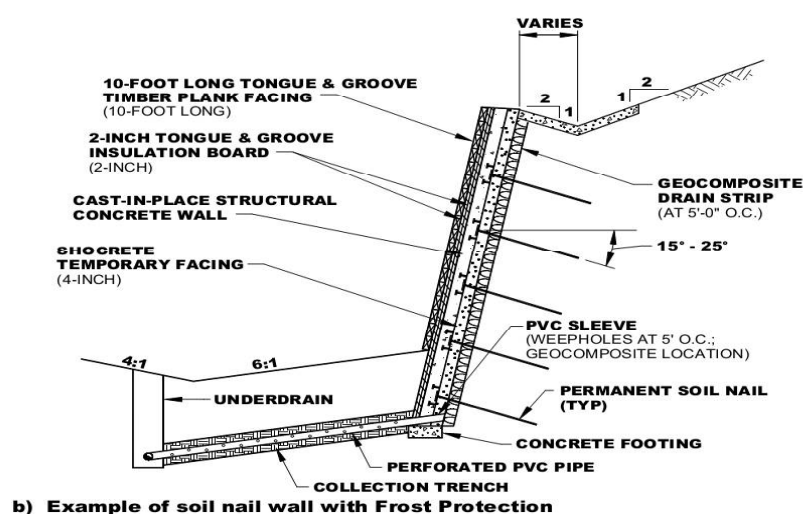 VARIES
2
1
1
2
10-FOOT LONG TONGUE & GROOVE
TIMBER PLANK FACING
(10-FOOT LONG)
2-INCH TONGUE & GROOVE
INSULATION BOARD
(2-INCH)
CAST-IN-PLACE STRUCTURAL
CONCRETE WALL
SHOCRETE
TEMPORARY FACING
(4-INCH)
GEOCOMPOSITE
DRAIN STRIP
(AT 5'-0" O.C.)
15° - 25°
PVC SLEEVE
(WEEPHOLES AT 5' O.C.;
GEOCOMPOSITE LOCATION)
4:1
6:1
UNDERDRAIN
PERMANENT SOIL NAIL
(TYP)
CONCRETE FOOTING
PERFORATED PVC PIPE
COLLECTION TRENCH
b) Example of soil nail wall with Frost Protection